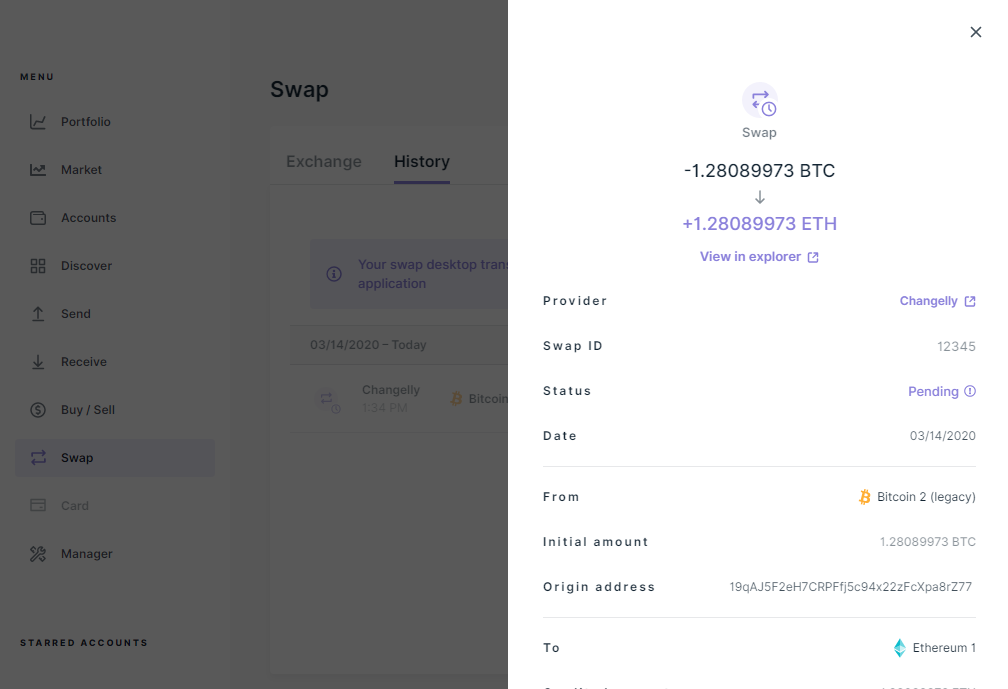 MENU
Portfolio
Market
Accounts
Discover
Send
Receive
Buy / Sell
Swap
Card
Manager
STARRED ACCOUNTS
Swap
Exchange
History
Your swap desktop tran
application
03/14/2020 – Today
Changelly
1:34 PM
Bitcoin
Swap
-1.28089973 BTC
+1.28089973 ETH
View in explorer
Provider
Changelly
Swap ID
12345
Status
Pending
Date
03/14/2020
From
Bitcoin 2 (legacy)
Initial amount
1.28089973 BTC
Origin address
19qAJ5F2eH7CRPFfj5c94x22zFcXpa8rZ77
To
Ethereum 1